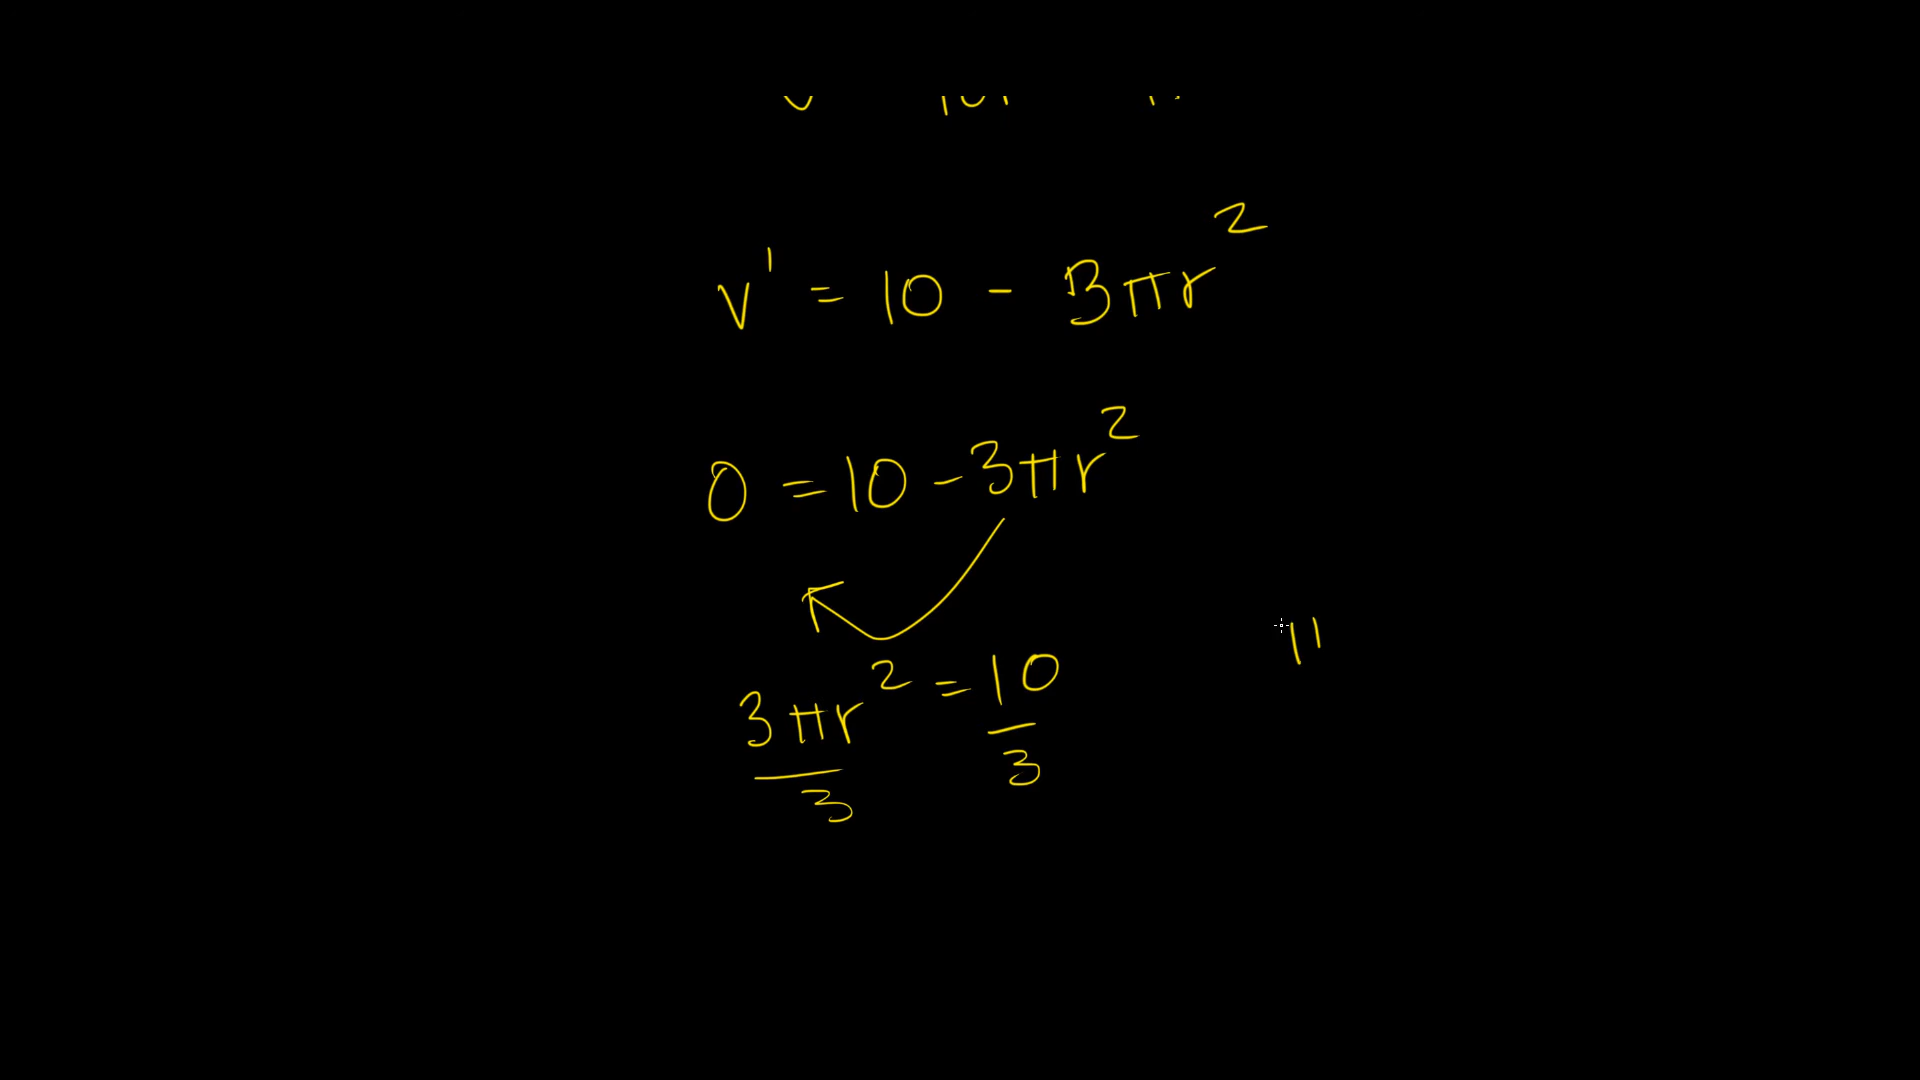 v' = 10 - 3πr²
0 = 10 - 3πr²
3πr² = 10
3 3